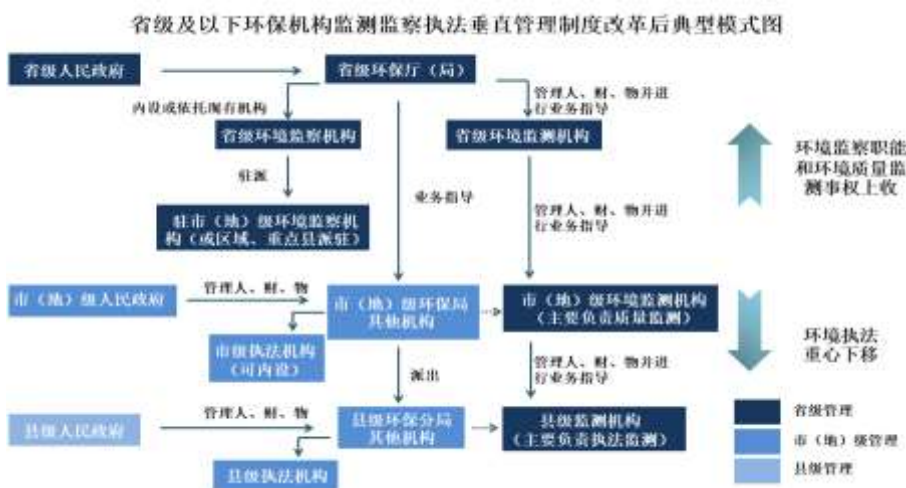 省级及以下环保机构监测监察执法垂直管理制度改革后典型模式图
省级人民政府
省级环保厅（局）
内设或依托现有机构
管理人、财、物并进
行业务指导
省级环境监察机构
省级环境监测机构
环境监察职能
和环境质量监
测事权上收
驻派
业务指导
管理人、财、物并进
行业务指导
驻市（地）级环境监察机
构（或区域、重点县派驻）
市（地）级人民政府
管理人、财、物
市（地）级环保局
其他机构
市（地）级环境监测机构
（主要负责质量监测）
环境执法
重心下移
市级执法机构
（可内设）
派出
管理人、财、物并进
行业务指导
县级人民政府
管理人、财、物
县级环保分局
其他机构
县级监测机构
（主要负责执法监测）
县级执法机构
省级管理
市（地）级管理
县级管理